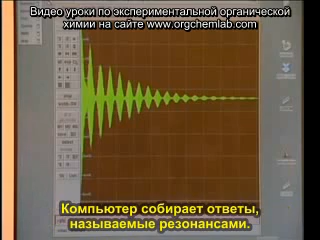 Видео уроки по экспериментальной органической
химии на сайте www.orgchemlab.com
Компьютер собирает ответы,
называемые резонансами.